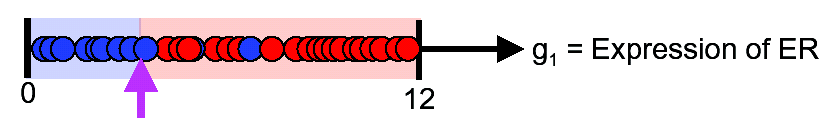 g₁ = Expression of ER
0
12